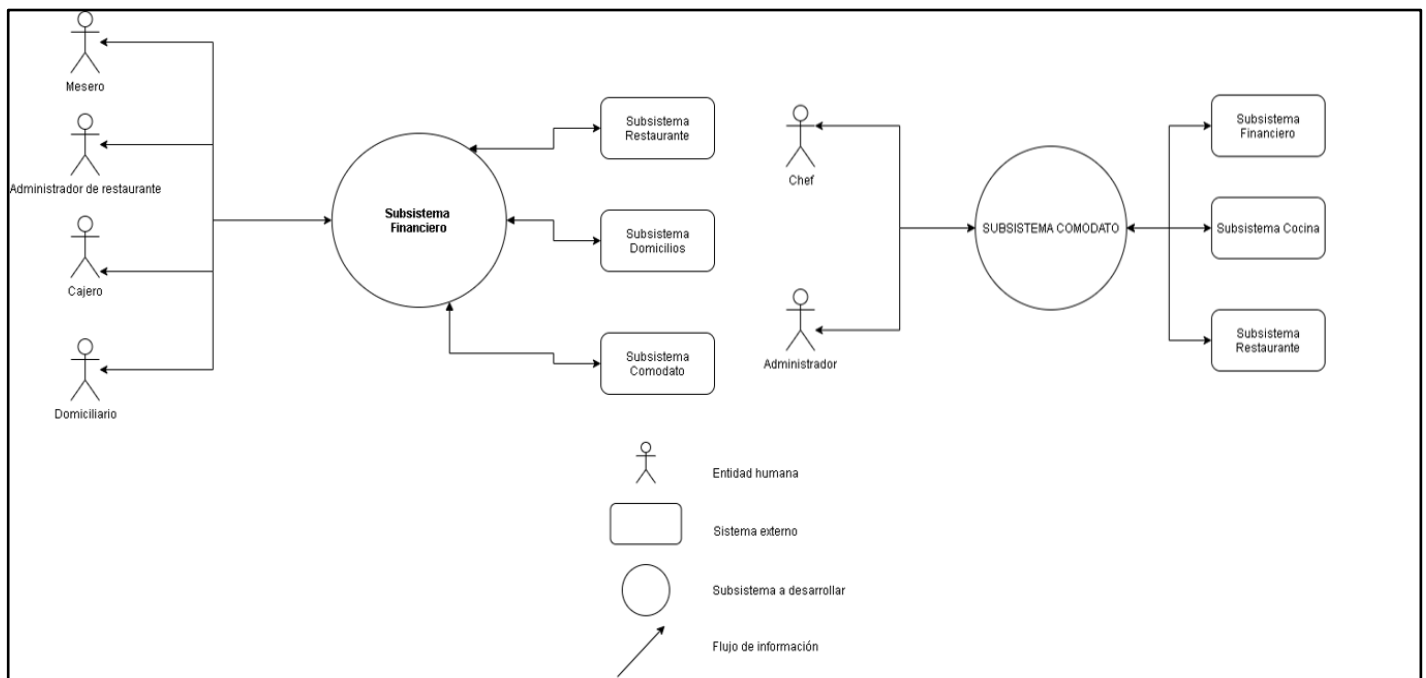 Mesero
Administrador de restaurante
Cajero
Domiciliario
Subsistema
Financiero
Subsistema
Restaurante
Subsistema
Domicilios
Subsistema
Comodato
Chef
Administrador
SUBSISTEMA COMODATO
Subsistema
Financiero
Subsistema Cocina
Subsistema
Restaurante
Entidad humana
Sistema externo
Subsistema a desarrollar
Flujo de información